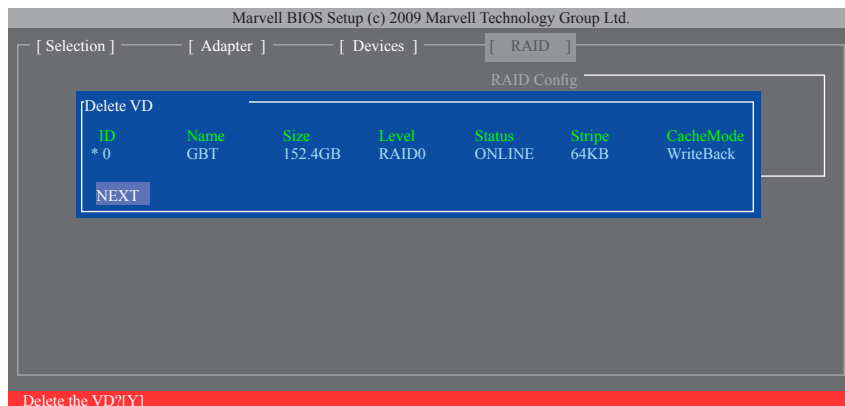 Marvell BIOS Setup (c) 2009 Marvell Technology Group Ltd.
[ Selection ] [ Adapter ] [ Devices ] [ RAID ]
RAID Config
Delete VD
ID Name Size Level Status Stripe CacheMode
* 0 GBT 152.4GB RAID0 ONLINE 64KB WriteBack
NEXT
Delete the VD?[Y]